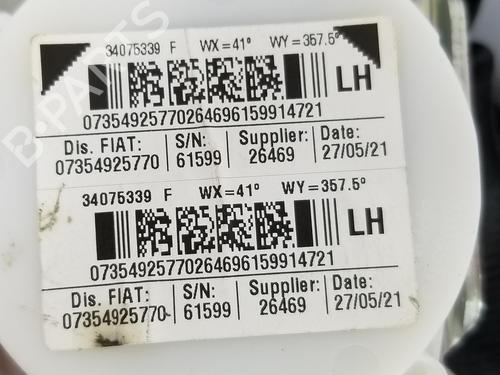 34075339 F WX=41° WY=357.5°
LH
07354925770264696159914721
Dis. FIAT: S/N: Supplier: Date:
07354925770 61599 26469 27/05/21
34075339 F WX=41° WY=357.5°
LH
07354925770264696159914721
Dis. FIAT: S/N: Supplier: Date:
07354925770 61599 26469 27/05/21
B-PARTS